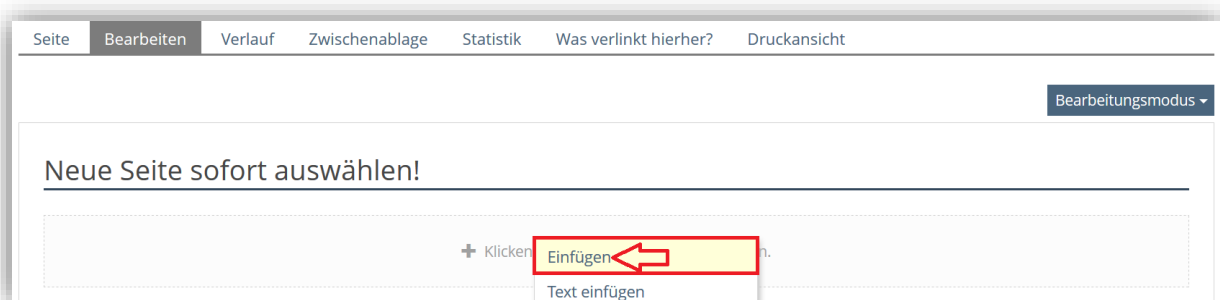 Seite Bearbeiten Verlauf Zwischenablage Statistik Was verlinkt hierher? Druckansicht
Bearbeitungsmodus
Neue Seite sofort auswählen!
Klicken
Einfügen
Text einfügen